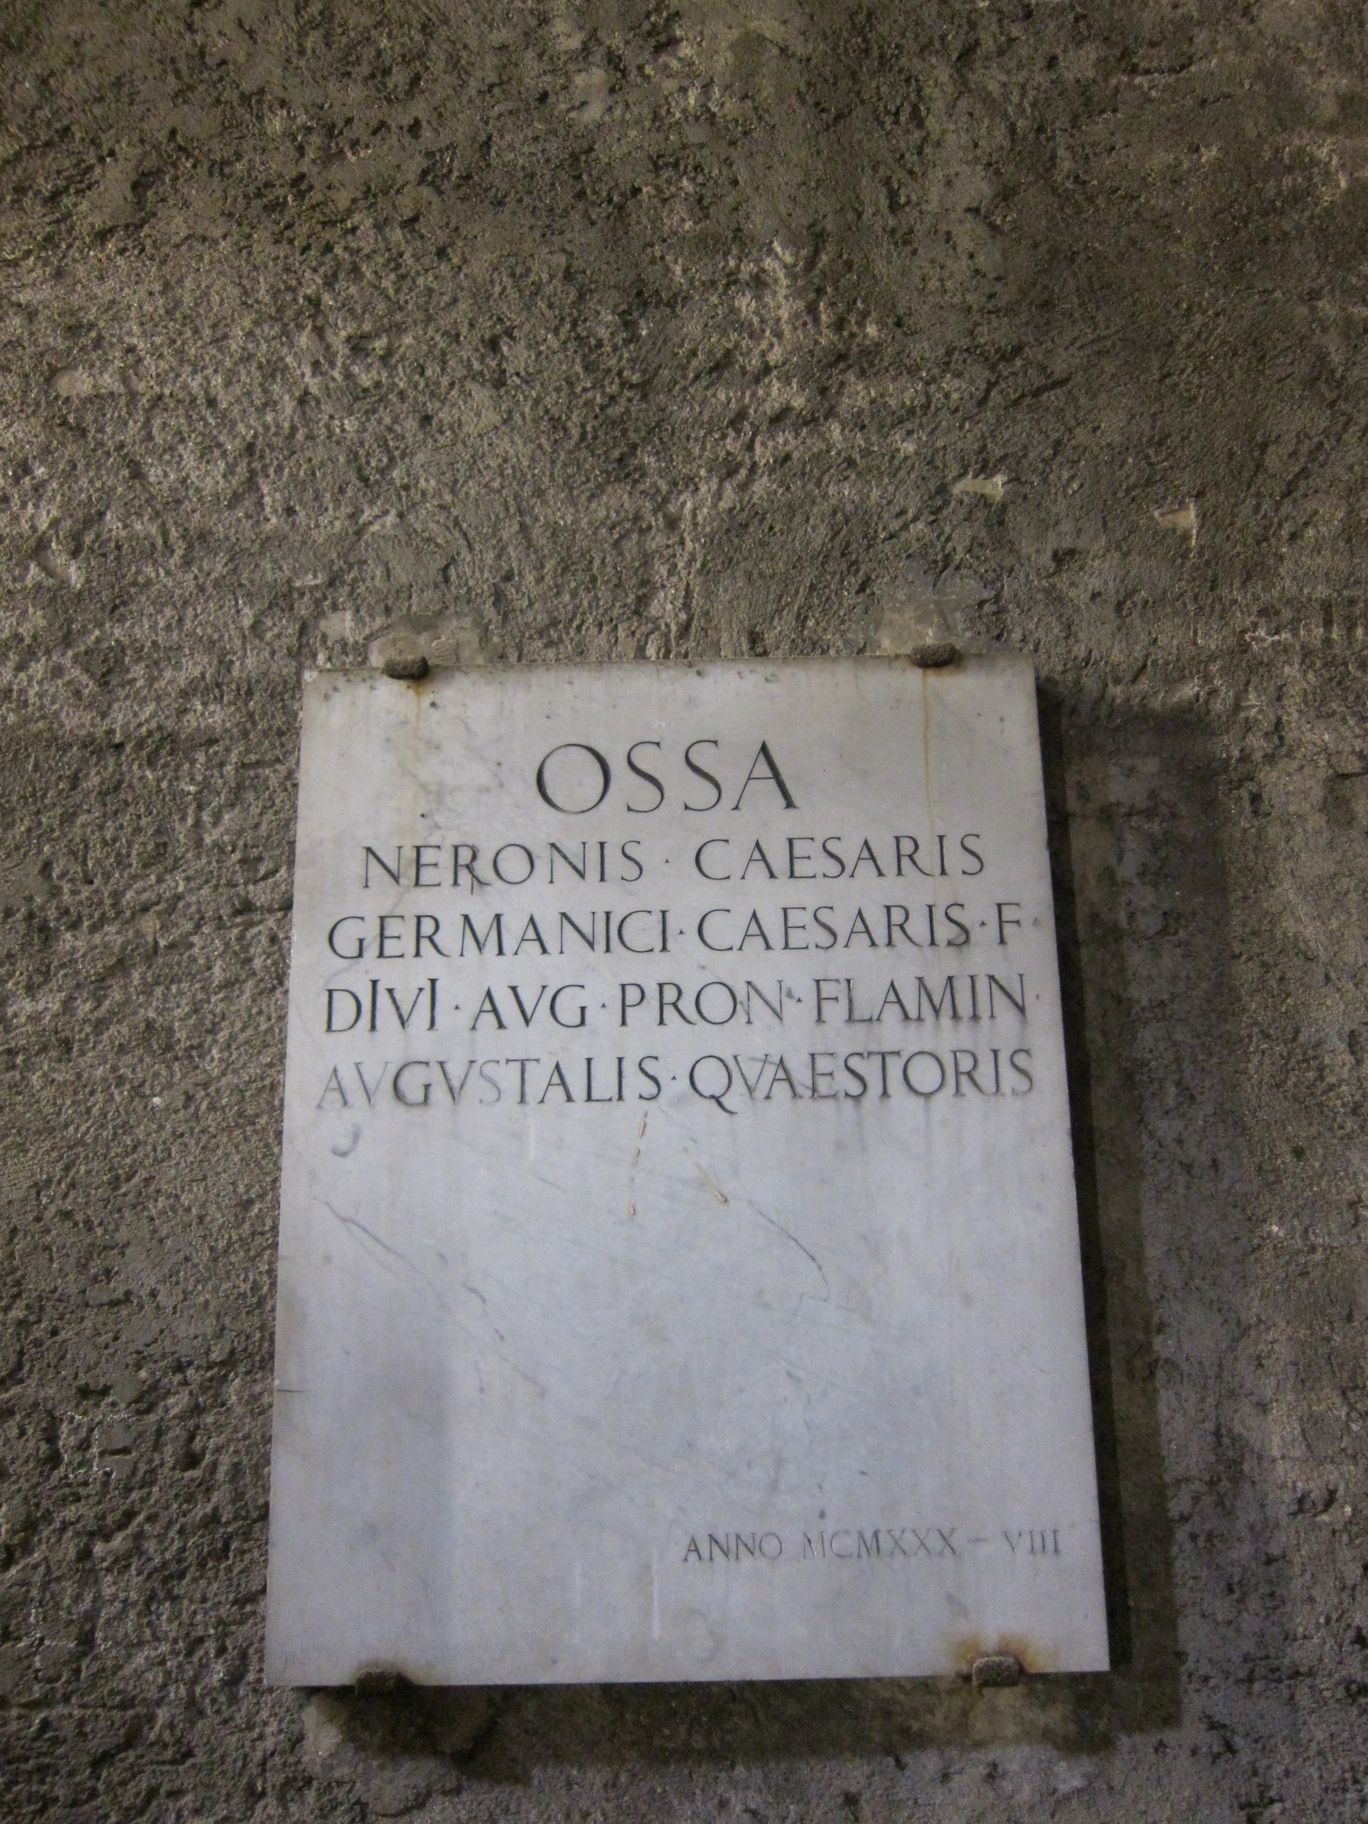 OSSA
NERONIS · CAESARIS
GERMANICI · CAESARIS · F ·
DIVI · AVG · PRON · FLAMIN ·
AVGVSTALIS · QVAESTORIS
ANNO MCMXXX - VIII